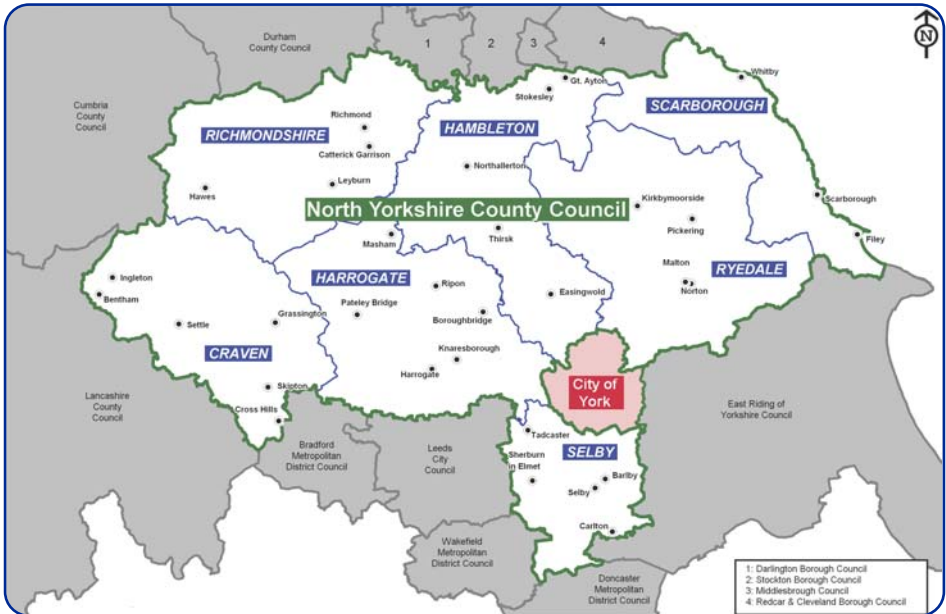 Durham
County Council
1
2
3
4
N
Cumbria
County
Council
Whitby
Gt. Ayton
Stokesley
SCARBOROUGH
Richmond
RICHMONDSHIRE
HAMBLETON
Catterick Garrison
Northallerton
Leyburn
Hawes
Kirkbymoorside
Scarborough
North Yorkshire County Council
Pickering
Masham
Thirsk
Filey
Malton
RYEDALE
Ingleton
HARROGATE
Ripon
Norton
Bentham
Easingwold
Pateley Bridge
Grassington
Boroughbridge
Settle
CRAVEN
Knaresborough
Harrogate
Skipton
City of
York
Lancashire
County
Council
East Riding of
Yorkshire Council
Cross Hills
Tadcaster
Bradford
Metropolitan
District Council
Leeds
City
Council
SELBY
Sherburn
in Elmet
Barlby
Selby
Carlton
Wakefield
Metropolitan
District Council
Doncaster
Metropolitan
District Council
1: Darlington Borough Council
2: Stockton Borough Council
3: Middlesbrough Council
4: Redcar & Cleveland Borough Council